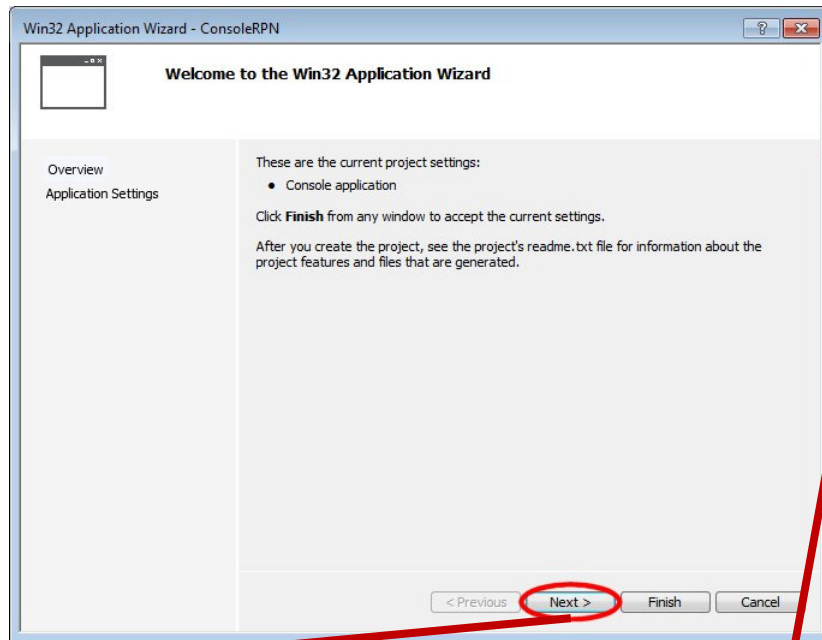 Win32 Application Wizard - ConsoleRPN
Welcome to the Win32 Application Wizard
Overview
Application Settings
These are the current project settings:
• Console application
Click Finish from any window to accept the current settings.
After you create the project, see the project's readme.txt file for information about the
project features and files that are generated.
< Previous
Next >
Finish
Cancel